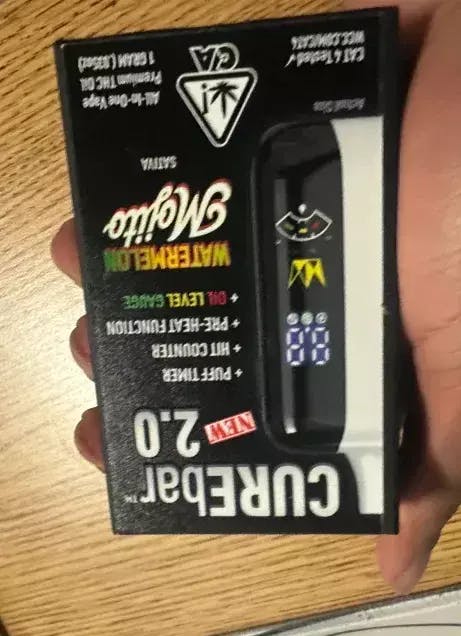 CUREbar™
NEW 2.0
+ PUFF TIMER
+ HIT COUNTER
+ PRE-HEAT FUNCTION
+ OIL LEVEL GAUGE
WATERMELON
Mojito
SATIVA
88
!
CA
Actual Size
All-In-One Vape
Premium THC Oil
1 GRAM (.035oz)
CAT 4 Tested✓
WCC.COM/CAT4